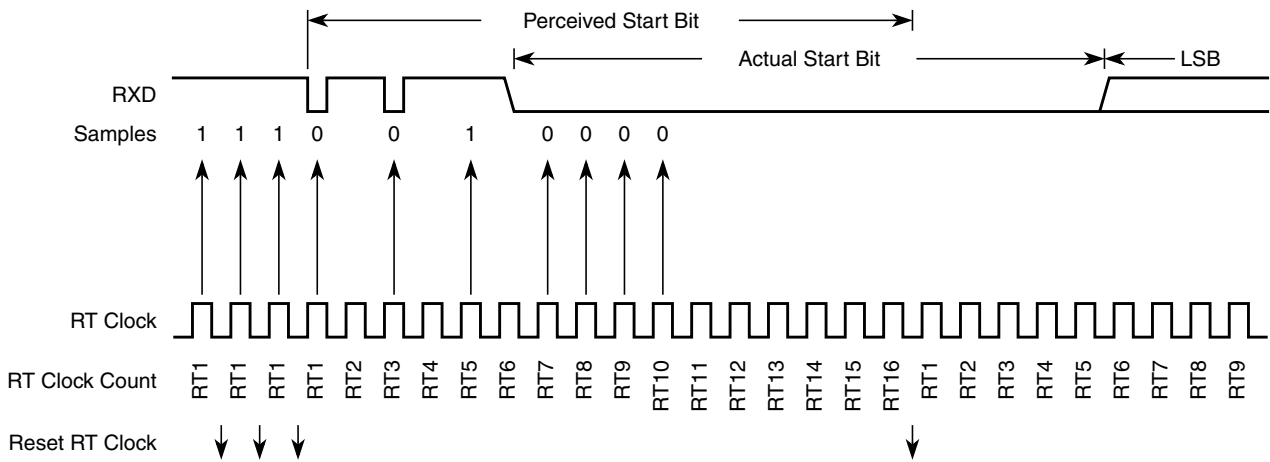 Perceived Start Bit
Actual Start Bit LSB
RXD
Samples 1 1 1 0 0 1 0 0 0 0
RT Clock
RT Clock Count RT1 RT1 RT1 RT1 RT2 RT3 RT4 RT5 RT6 RT7 RT8 RT9 RT10 RT11 RT12 RT13 RT14 RT15 RT16 RT1 RT2 RT3 RT4 RT5 RT6 RT7 RT8 RT9
Reset RT Clock